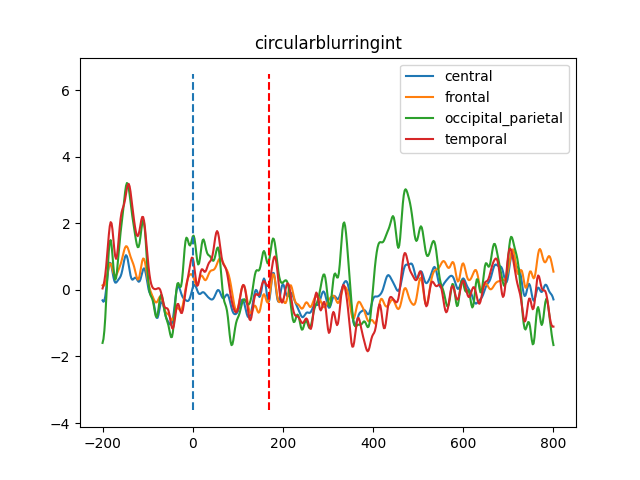 circularblurringint
central
frontal
occipital_parietal
temporal
6
4
2
0
−2
−4
−200
0
200
400
600
800